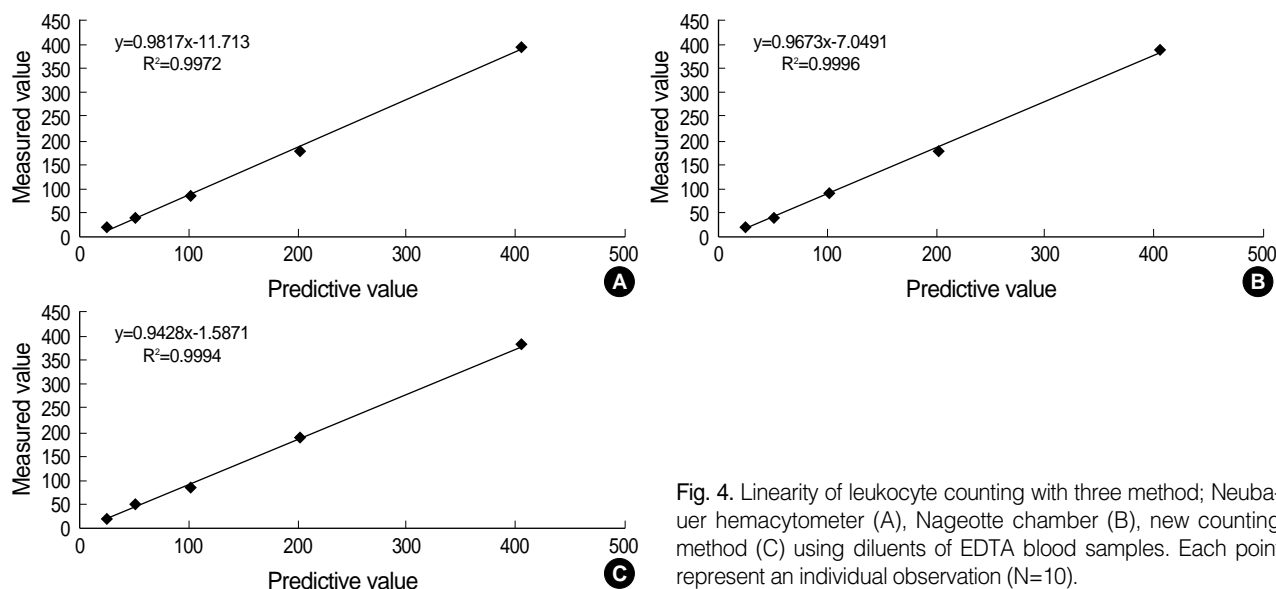 450
400
350
300
250
200
150
100
50
0
Measured value
y=0.9817x-11.713
R²=0.9972
0 100 200 300 400 500
Predictive value
A
450
400
350
300
250
200
150
100
50
0
Measured value
y=0.9673x-7.0491
R²=0.9996
0 100 200 300 400 500
Predictive value
B
450
400
350
300
250
200
150
100
50
0
Measured value
y=0.9428x-1.5871
R²=0.9994
0 100 200 300 400 500
Predictive value
C
Fig. 4. Linearity of leukocyte counting with three method; Neuba-
uer hemacytometer (A), Nageotte chamber (B), new counting
method (C) using diluents of EDTA blood samples. Each point
represent an individual observation (N=10).